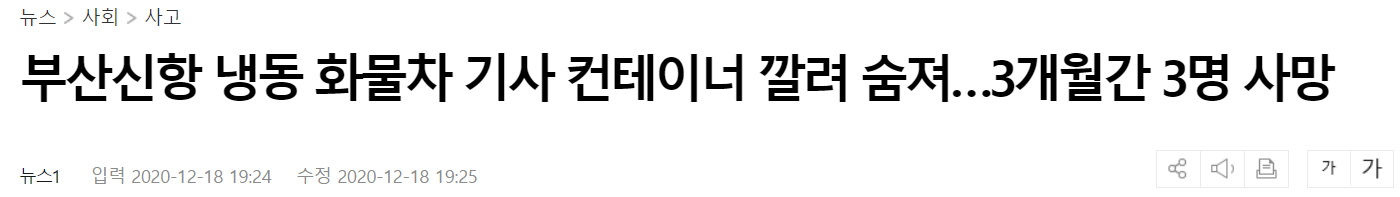 뉴스 > 사회 > 사고
부산신항 냉동 화물차 기사 컨테이너 깔려 숨져…3개월간 3명 사망
뉴스1 입력 2020-12-18 19:24 수정 2020-12-18 19:25 가 가